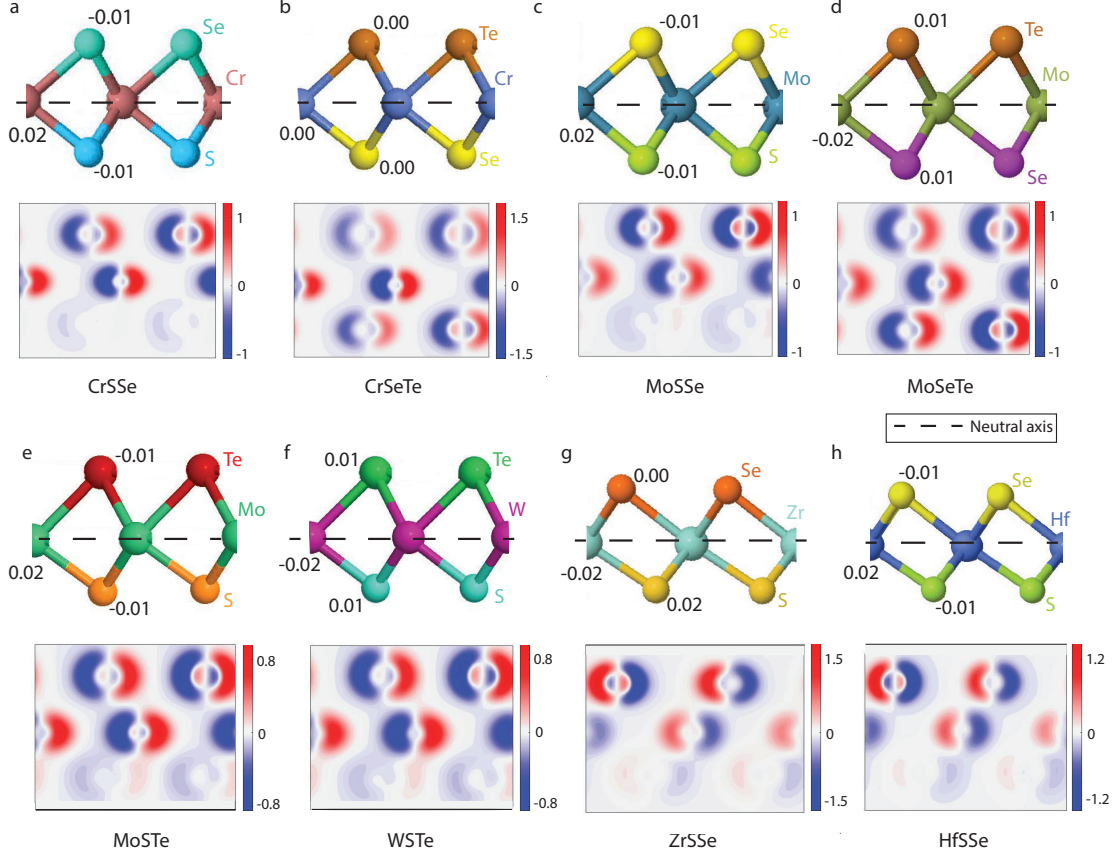 a b c d
-0.01 0.00 -0.01 0.01
Se Te Se Te
Cr Cr Mo Mo
0.02 0.00 0.02 -0.02
S Se S Se
-0.01 0.00 -0.01 0.01
1 1.5 1 1
0 0 0 0
-1 -1.5 -1 -1
CrSSe CrSeTe MoSSe MoSeTe
Neutral axis
e f g h
-0.01 0.01 0.00 -0.01
Te Te Se Se
Mo W Zr Hf
0.02 -0.02 -0.02 0.02
S S S S
-0.01 0.01 0.02 -0.01
0.8 0.8 1.5 1.2
0 0 0 0
-0.8 -0.8 -1.5 -1.2
MoSTe WSTe ZrSSe HfSSe